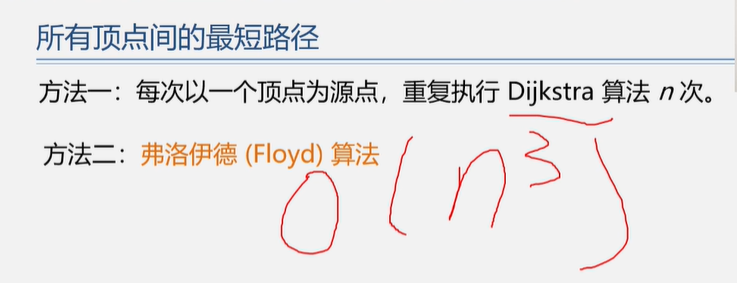 所有顶点间的最短路径
方法一：每次以一个顶点为源点，重复执行 Dijkstra 算法 n 次。
方法二：弗洛伊德 (Floyd) 算法
O(n³)